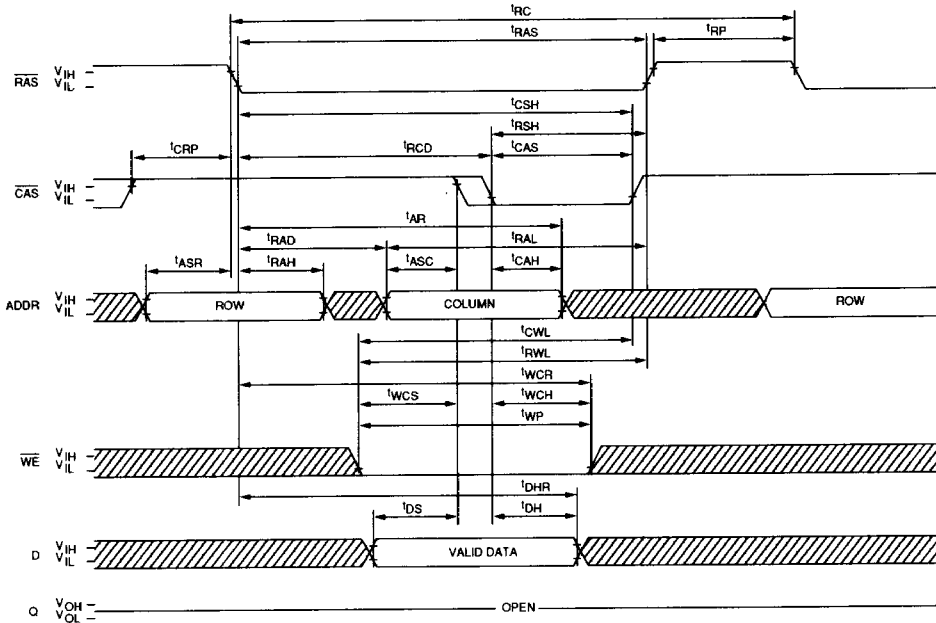 tRC
tRAS
tRP
RAS VIH
VIL
tCSH
tRSH
tCRP
tRCD
tCAS
CAS VIH
VIL
tAR
tRAD
tRAL
tASR
tRAH
tASC
tCAH
ADDR VIH
VIL
ROW
COLUMN
ROW
tCWL
tRWL
tWCR
tWCS
tWCH
tWP
WE VIH
VIL
tDHR
tDS
tDH
D VIH
VIL
VALID DATA
Q VOH
VOL
OPEN